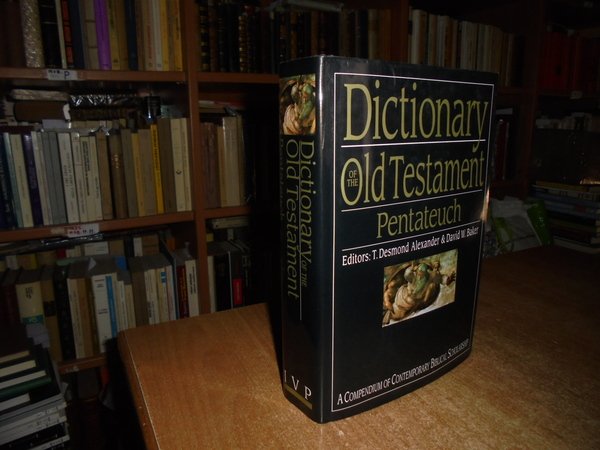 Dictionary
OF THE
Old Testament
Pentateuch
Editors: T. Desmond Alexander & David W. Baker
A COMPENDIUM OF CONTEMPORARY BIBLICAL SCHOLARSHIP
Dictionary OF THE
Old Testament
IVP